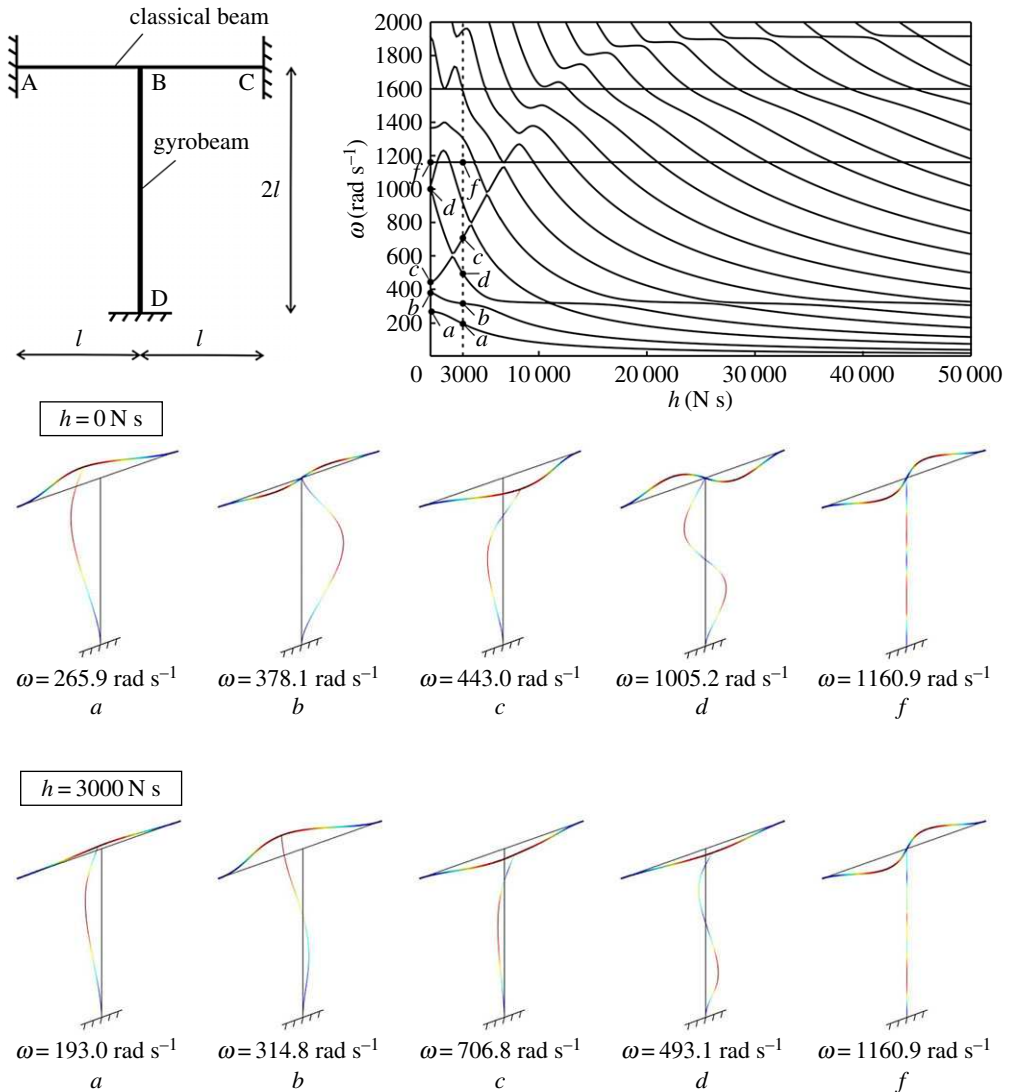 classical beam
A B C
gyrobeam
2l
D
l l
2000
1800
1600
1400
1200
1000
800
600
400
200
ω (rad s⁻¹)
f f
d
c c
d
b b
a a
0 3000 10 000 20 000 30 000 40 000 50 000
h (N s)
h = 0 N s
ω = 265.9 rad s⁻¹ ω = 378.1 rad s⁻¹ ω = 443.0 rad s⁻¹ ω = 1005.2 rad s⁻¹ ω = 1160.9 rad s⁻¹
a b c d f
h = 3000 N s
ω = 193.0 rad s⁻¹ ω = 314.8 rad s⁻¹ ω = 706.8 rad s⁻¹ ω = 493.1 rad s⁻¹ ω = 1160.9 rad s⁻¹
a b c d f